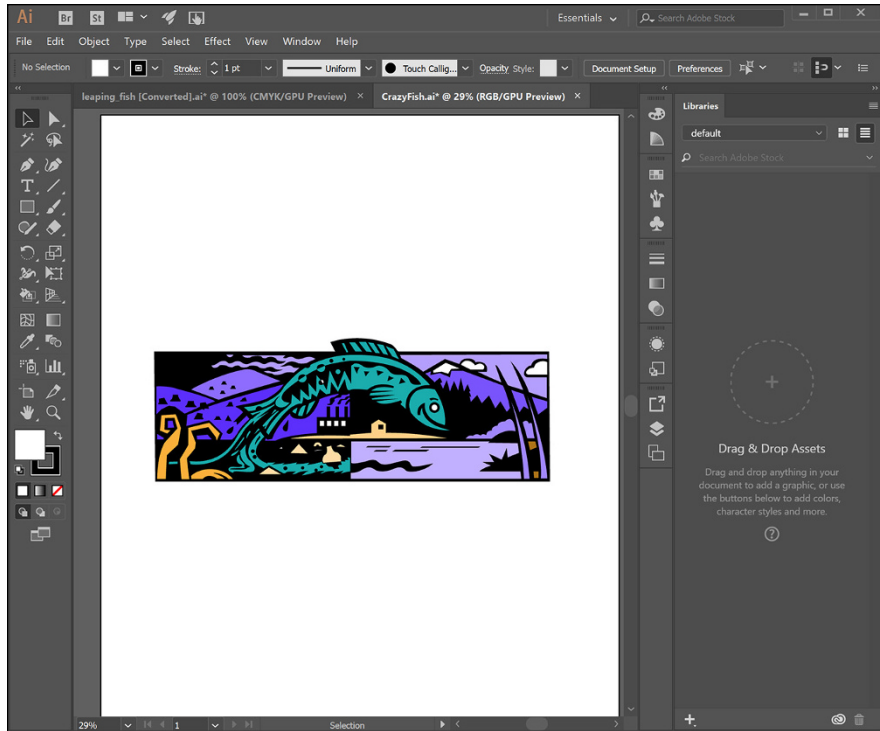 Ai Br St Essentials Search Adobe Stock
File Edit Object Type Select Effect View Window Help
No Selection Stroke: 1 pt Uniform Touch Callig... Opacity Style: Document Setup Preferences
leaping_fish [Converted].ai* @ 100% (CMYK/GPU Preview) × CrazyFish.ai* @ 29% (RGB/GPU Preview) ×
Libraries
default
Search Adobe Stock
Drag & Drop Assets
Drag and drop anything in your
document to add a graphic, or use
the buttons below to add colors,
character styles and more.
29% 1 Selection